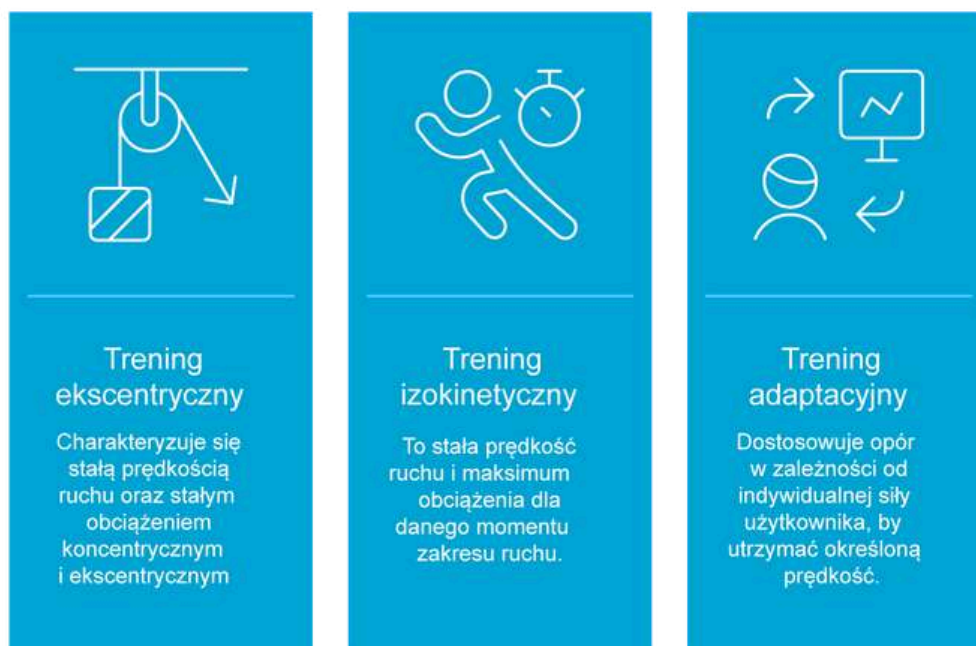 Trening
ekscentryczny
Charakteryzuje się
stałą prędkością
ruchu oraz stałym
obciążeniem
koncentrycznym
i ekscentrycznym
Trening
izokinetyczny
To stała prędkość
ruchu i maksimum
obciążenia dla
danego momentu
zakresu ruchu.
Trening
adaptacyjny
Dostosowuje opór
w zależności od
indywidualnej siły
użytkownika, by
utrzymać określoną
prędkość.